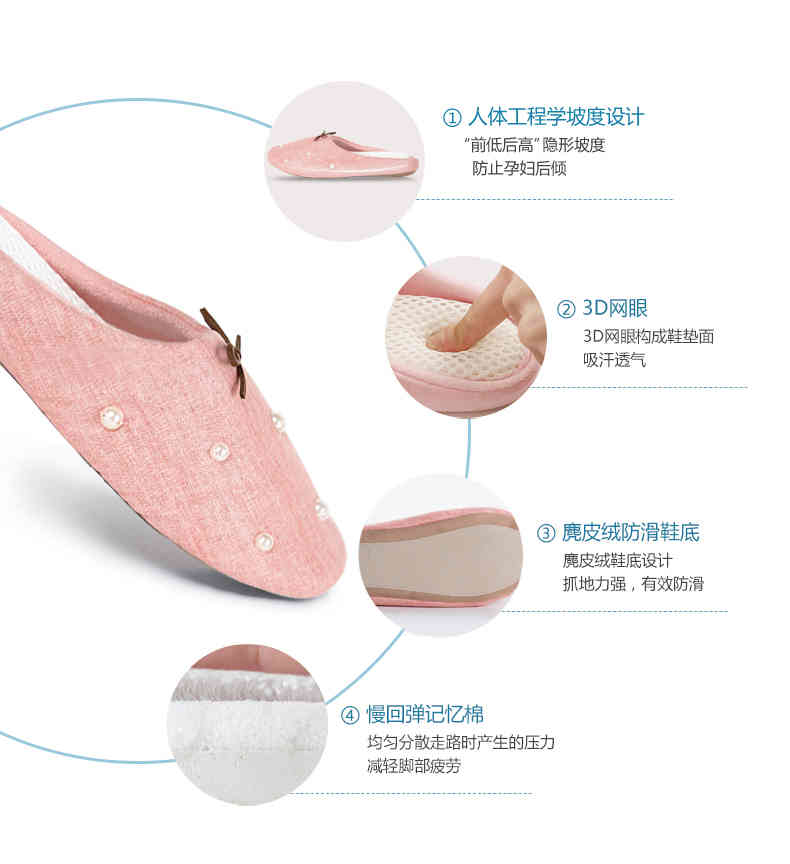 ① 人体工程学坡度设计
“前低后高”隐形坡度
防止孕妇后倾
② 3D网眼
3D网眼构成鞋垫面
吸汗透气
③ 麂皮绒防滑鞋底
麂皮绒鞋底设计
抓地力强，有效防滑
④ 慢回弹记忆棉
均匀分散走路时产生的压力
减轻脚部疲劳